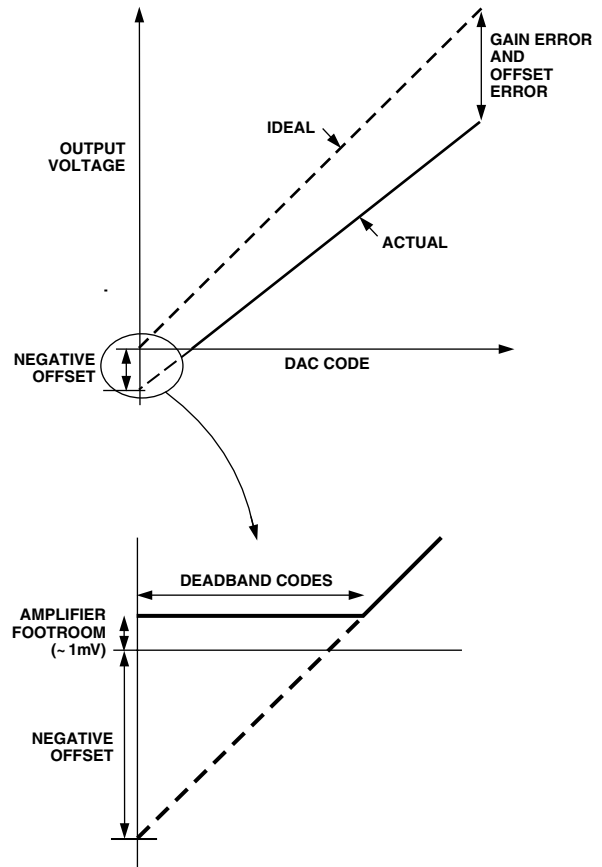 GAIN ERROR
AND
OFFSET
ERROR
IDEAL
OUTPUT
VOLTAGE
ACTUAL
NEGATIVE
OFFSET
DAC CODE
DEADBAND CODES
AMPLIFIER
FOOTROOM
(~ 1mV)
NEGATIVE
OFFSET